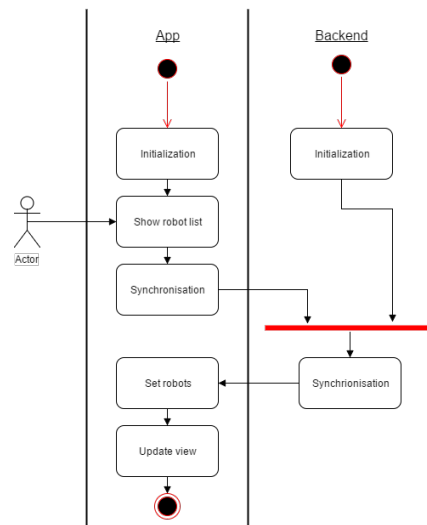 App
Backend
Initialization
Initialization
Show robot list
Actor
Synchronisation
Set robots
Synchrionisation
Update view